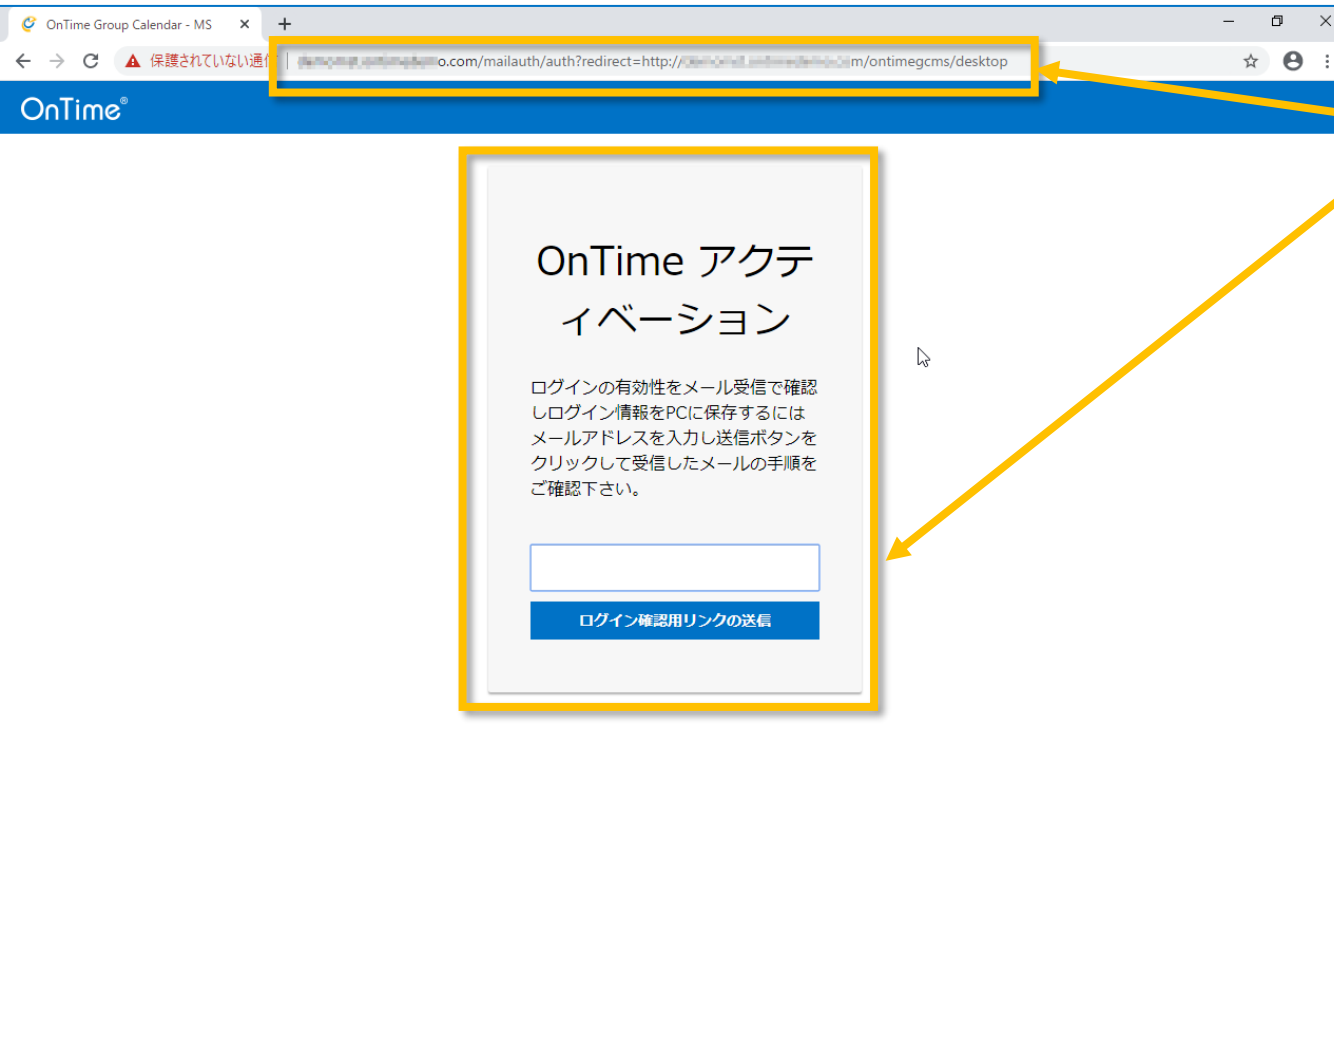 OnTime Group Calendar - MS
保護されていない通信
o.com/mailauth/auth?redirect=http:// m/ontimegcms/desktop
OnTime®
OnTime アクテ
ィベーション
ログインの有効性をメール受信で確認
しログイン情報をPCに保存するには
メールアドレスを入力し送信ボタンを
クリックして受信したメールの手順を
ご確認下さい。
ログイン確認用リンクの送信